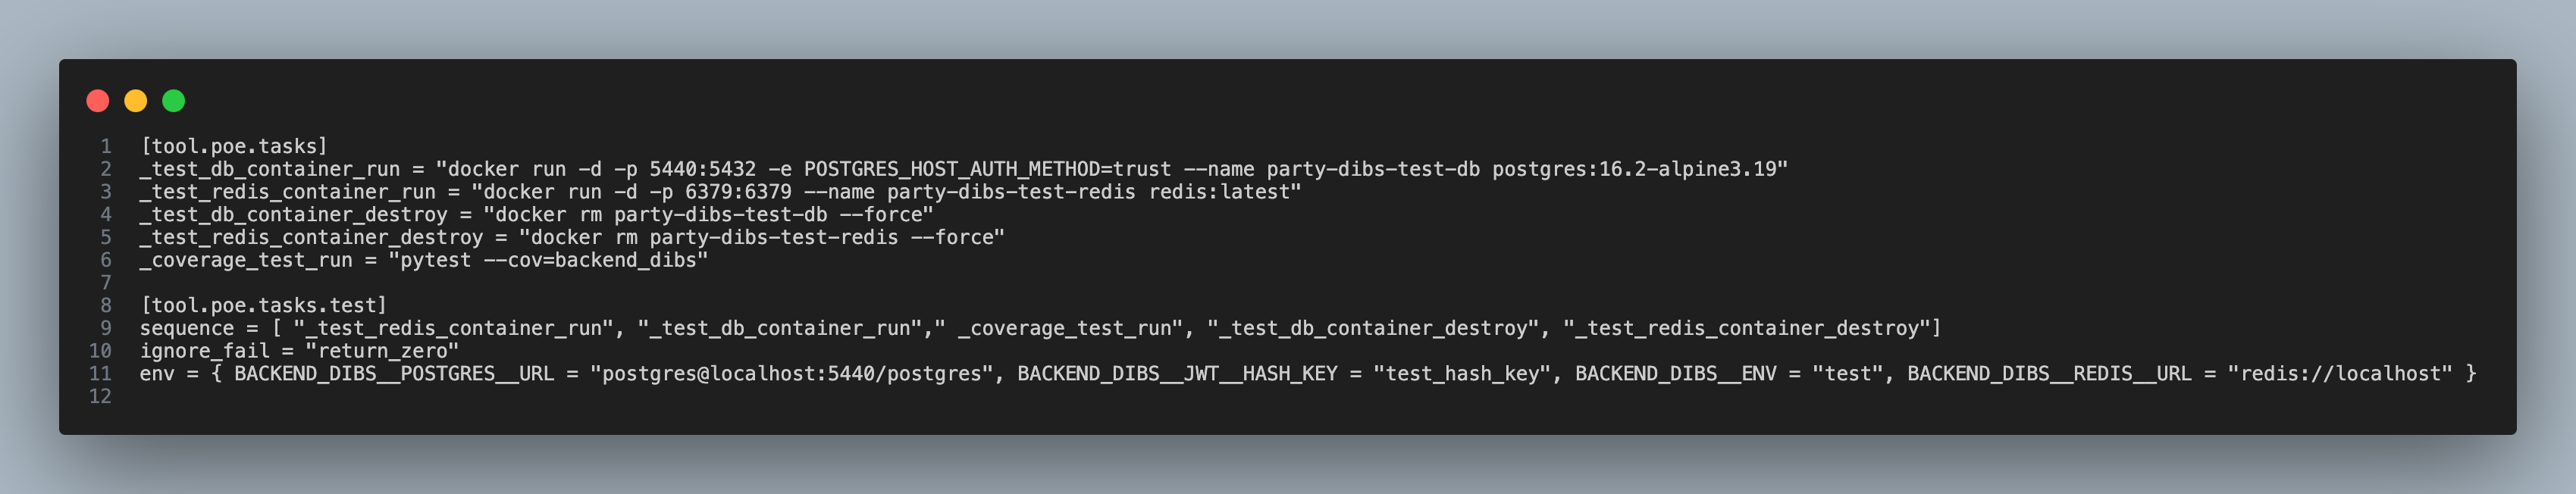 1 [tool.poe.tasks]
2 _test_db_container_run = "docker run -d -p 5440:5432 -e POSTGRES_HOST_AUTH_METHOD=trust --name party-dibs-test-db postgres:16.2-alpine3.19"
3 _test_redis_container_run = "docker run -d -p 6379:6379 --name party-dibs-test-redis redis:latest"
4 _test_db_container_destroy = "docker rm party-dibs-test-db --force"
5 _test_redis_container_destroy = "docker rm party-dibs-test-redis --force"
6 _coverage_test_run = "pytest --cov=backend_dibs"
7
8 [tool.poe.tasks.test]
9 sequence = [ "_test_redis_container_run", "_test_db_container_run"," _coverage_test_run", "_test_db_container_destroy", "_test_redis_container_destroy"]
10 ignore_fail = "return_zero"
11 env = { BACKEND_DIBS__POSTGRES__URL = "postgres@localhost:5440/postgres", BACKEND_DIBS__JWT__HASH_KEY = "test_hash_key", BACKEND_DIBS__ENV = "test", BACKEND_DIBS__REDIS__URL = "redis://localhost" }
12